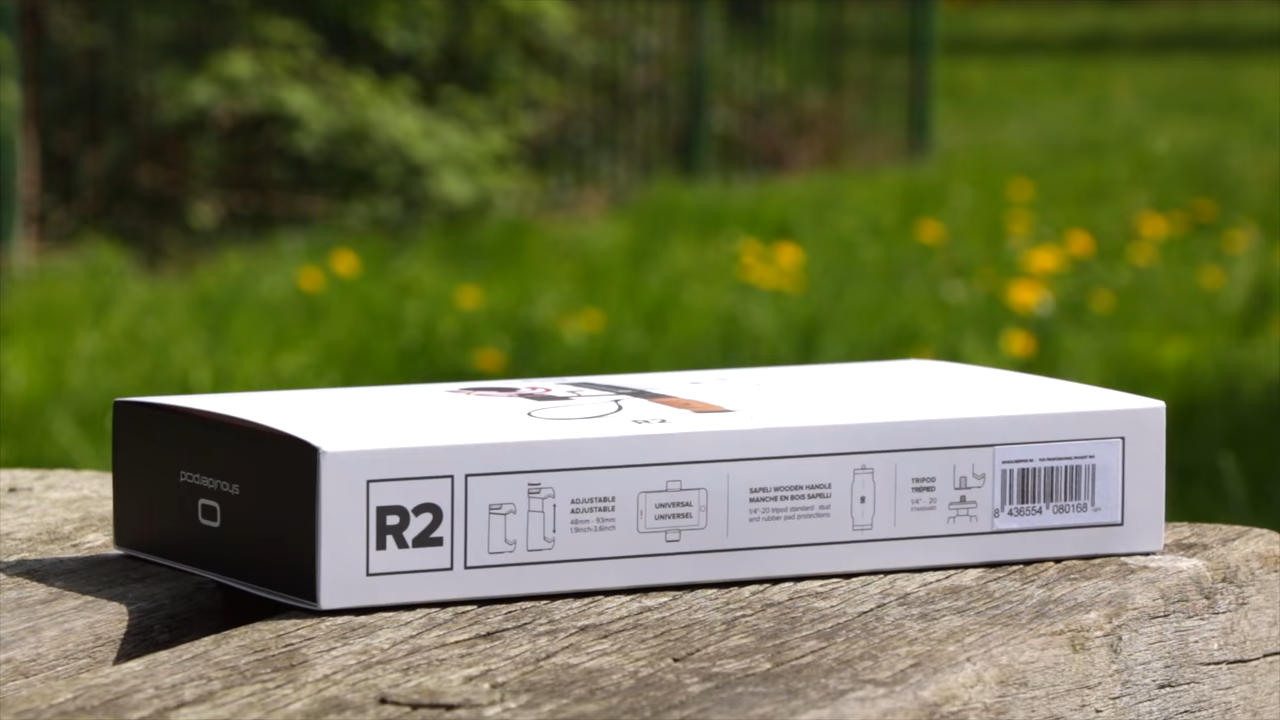 shoulderpod
R2
R2
ADJUSTABLE
ADJUSTABLE
48mm - 93mm
1.9inch-3.6inch
UNIVERSAL
UNIVERSEL
SAPELI WOODEN HANDLE
MANCHE EN BOIS SAPELLI
1/4"-20 tripod standard stud
and rubber pad protections
TRIPOD
TRÉPIED
1/4" - 20
STANDARD
8 436554 080168